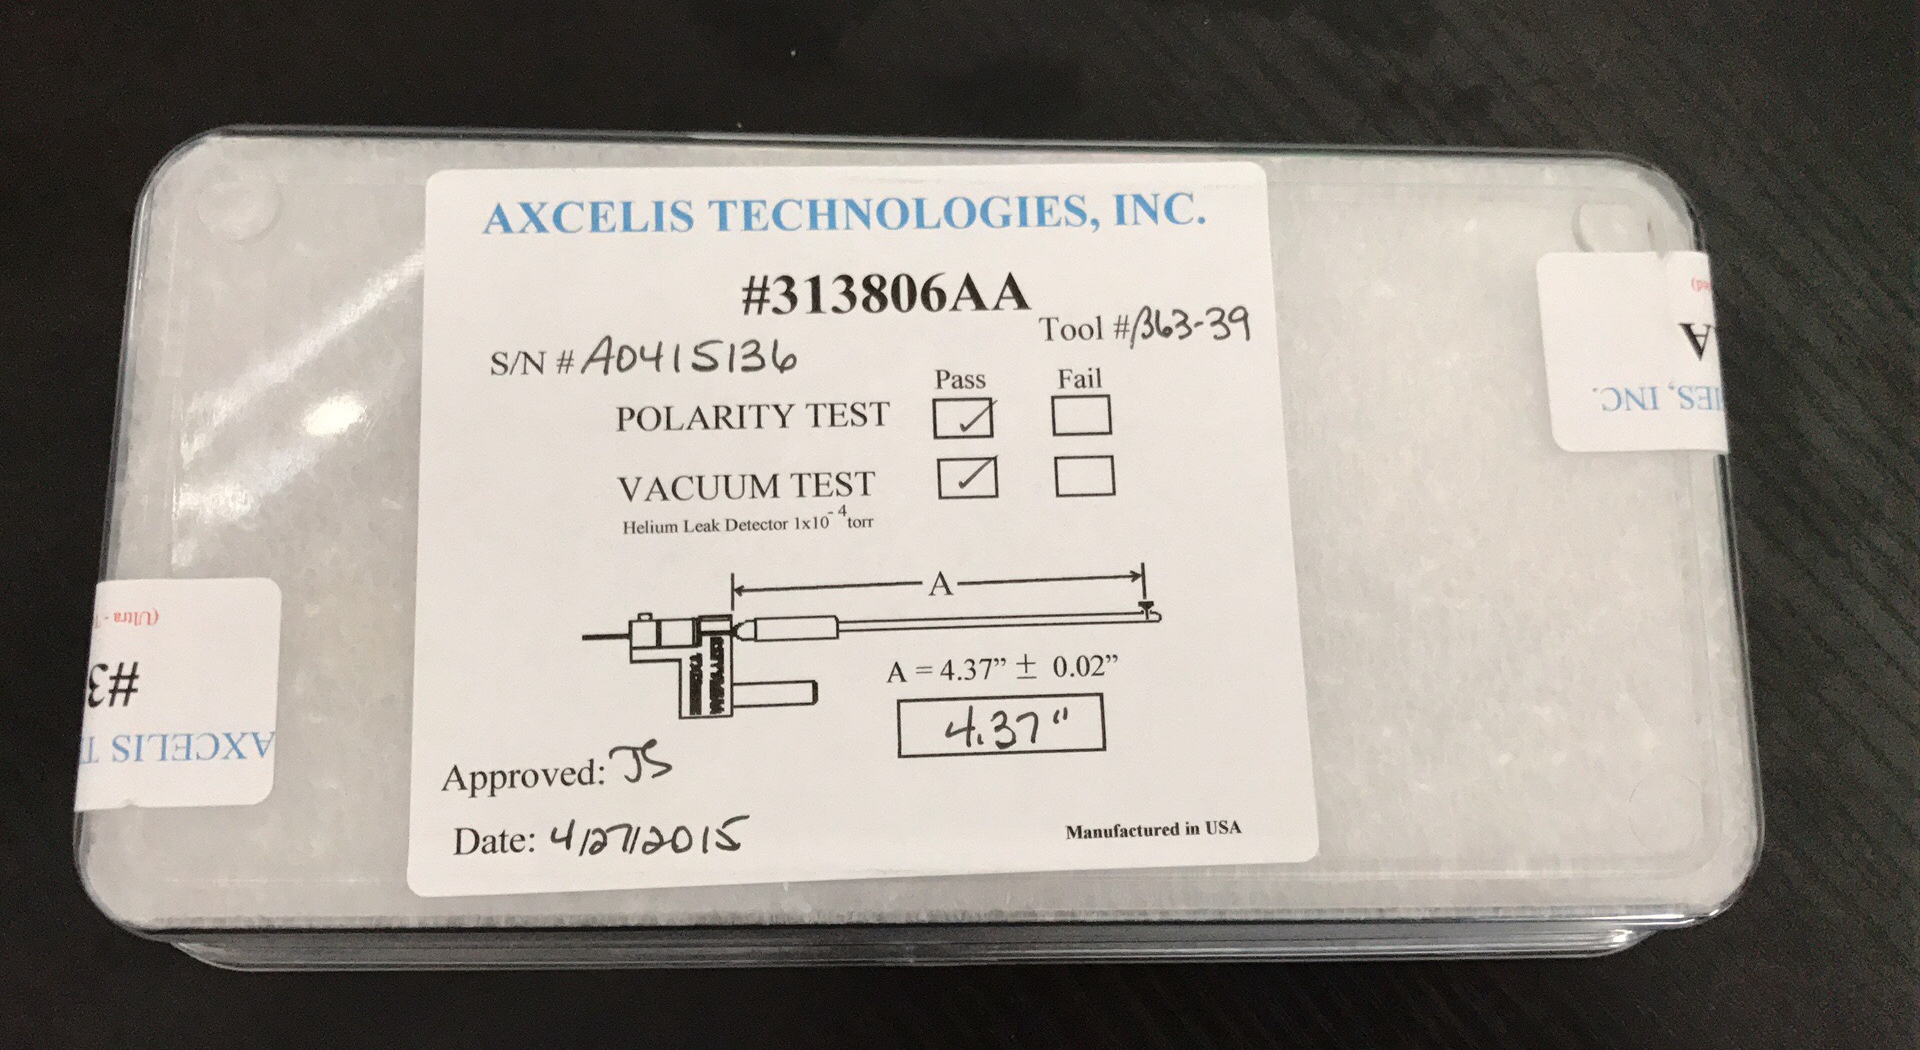 AXCELIS TECHNOLOGIES, INC.
#313806AA
Tool #B63-39
S/N # A0415136
Pass Fail
POLARITY TEST
VACUUM TEST
Helium Leak Detector 1x10⁻⁴ torr
A
A = 4.37” ± 0.02”
4.37"
Approved: JS
Date: 4/27/2015
Manufactured in USA
(Ultra -
#3
AXCELIS T
A
IES, INC.